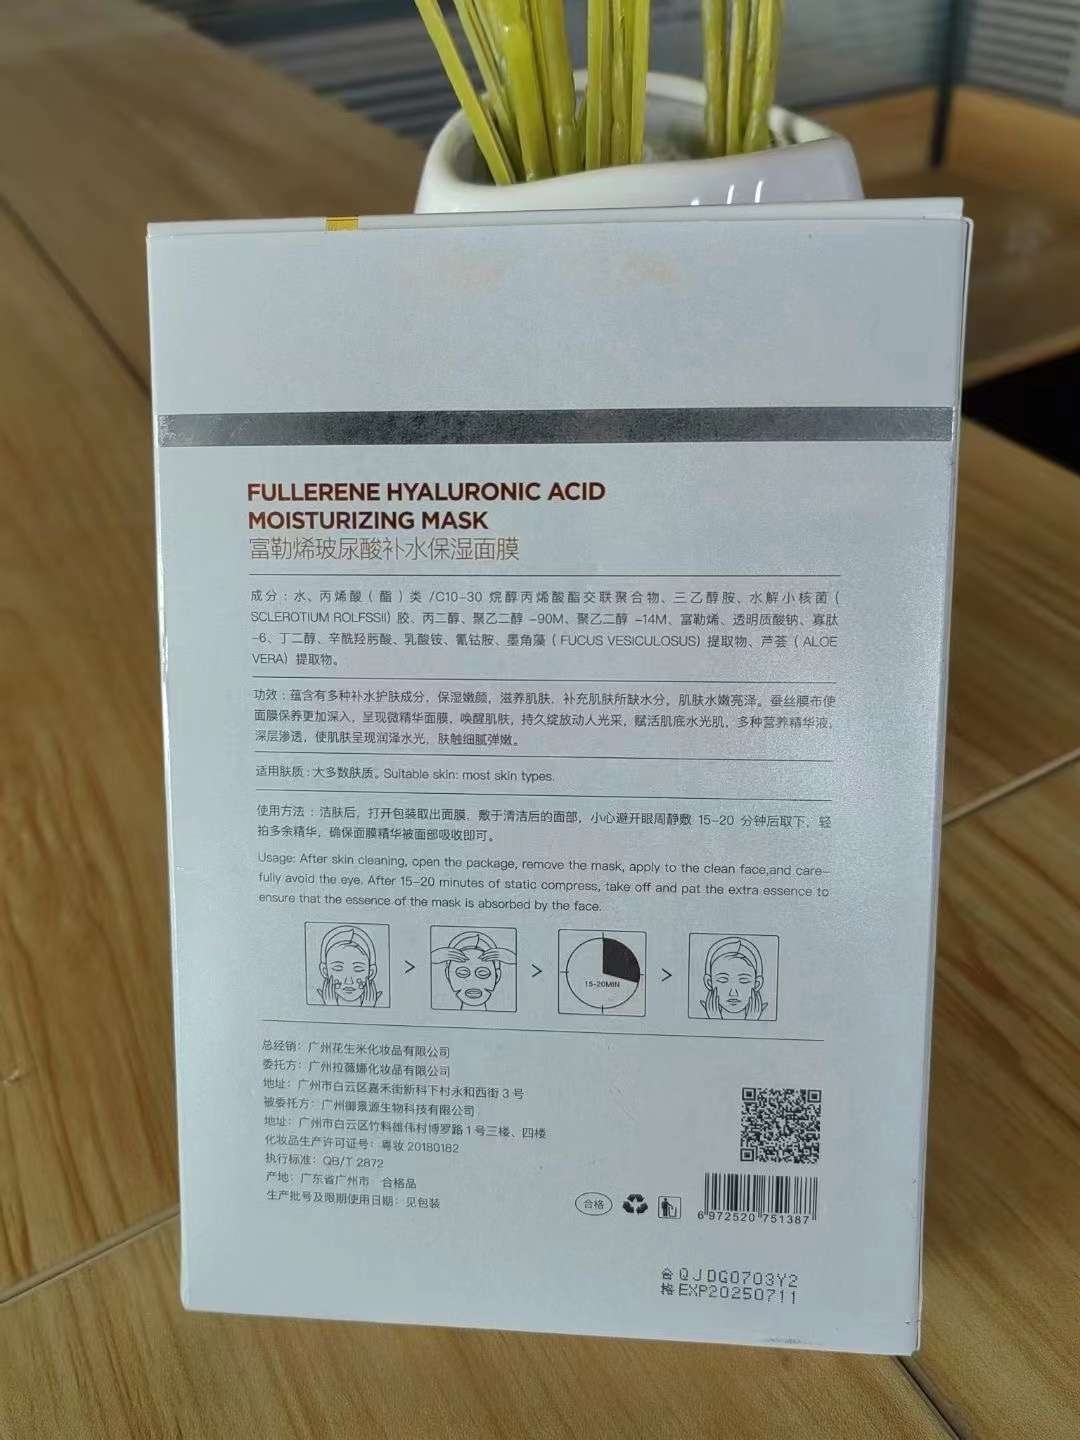 FULLERENE HYALURONIC ACID
MOISTURIZING MASK
富勒烯玻尿酸补水保湿面膜
成分：水、丙烯酸（酯）类 /C10-30 烷醇丙烯酸酯交联聚合物、三乙醇胺、水解小核菌（
SCLEROTIUM ROLFSSII）胶、丙二醇、聚乙二醇 -90M、聚乙二醇 -14M、富勒烯、透明质酸钠、寡肽
-6、丁二醇、辛酰羟肟酸、乳酸铵、氰钴胺、墨角藻（FUCUS VESICULOSUS）提取物、芦荟（ ALOE
VERA）提取物。
功效：蕴含有多种补水护肤成分，保湿嫩颜，滋养肌肤，补充肌肤所缺水分，肌肤水嫩亮泽。蚕丝膜布使
面膜保养更加深入，呈现微精华面膜，唤醒肌肤，持久绽放动人光采，赋活肌底水光肌，多种营养精华液，
深层渗透，使肌肤呈现润泽水光，肤触细腻弹嫩。
适用肤质：大多数肤质。Suitable skin: most skin types.
使用方法：洁肤后，打开包装取出面膜，敷于清洁后的面部，小心避开眼周静敷 15-20 分钟后取下，轻
拍多余精华，确保面膜精华被面部吸收即可。
Usage: After skin cleaning, open the package, remove the mask, apply to the clean face,and care-
fully avoid the eye. After 15-20 minutes of static compress, take off and pat the extra essence to
ensure that the essence of the mask is absorbed by the face.
> > 15-20MIN >
总经销：广州花生米化妆品有限公司
委托方：广州拉薇娜化妆品有限公司
地址：广州市白云区嘉禾街新科下村永和西街 3 号
被委托方：广州御景源生物科技有限公司
地址：广州市白云区竹料雄伟村博罗路 1 号三楼、四楼
化妆品生产许可证号：粤妆 20180182
执行标准：QB/T 2872
产地：广东省广州市 合格品
生产批号及限期使用日期：见包装
合格
6 972520 751387
合 QJDG0703Y2
格 EXP20250711